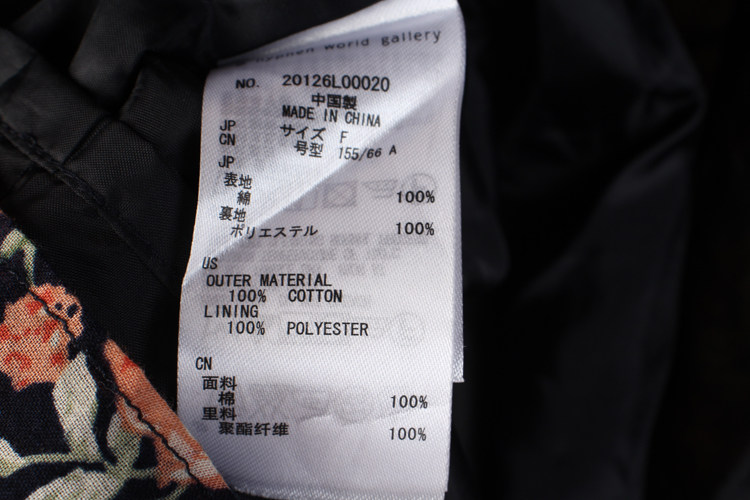 hyphen world gallery
NO. 20126L00020
中国製
MADE IN CHINA
JP サイズ F
CN 号型 155/66 A
JP
表地
綿 100%
裏地
ポリエステル 100%
US
OUTER MATERIAL
100% COTTON
LINING
100% POLYESTER
CN
面料
棉 100%
里料
聚酯纤维 100%